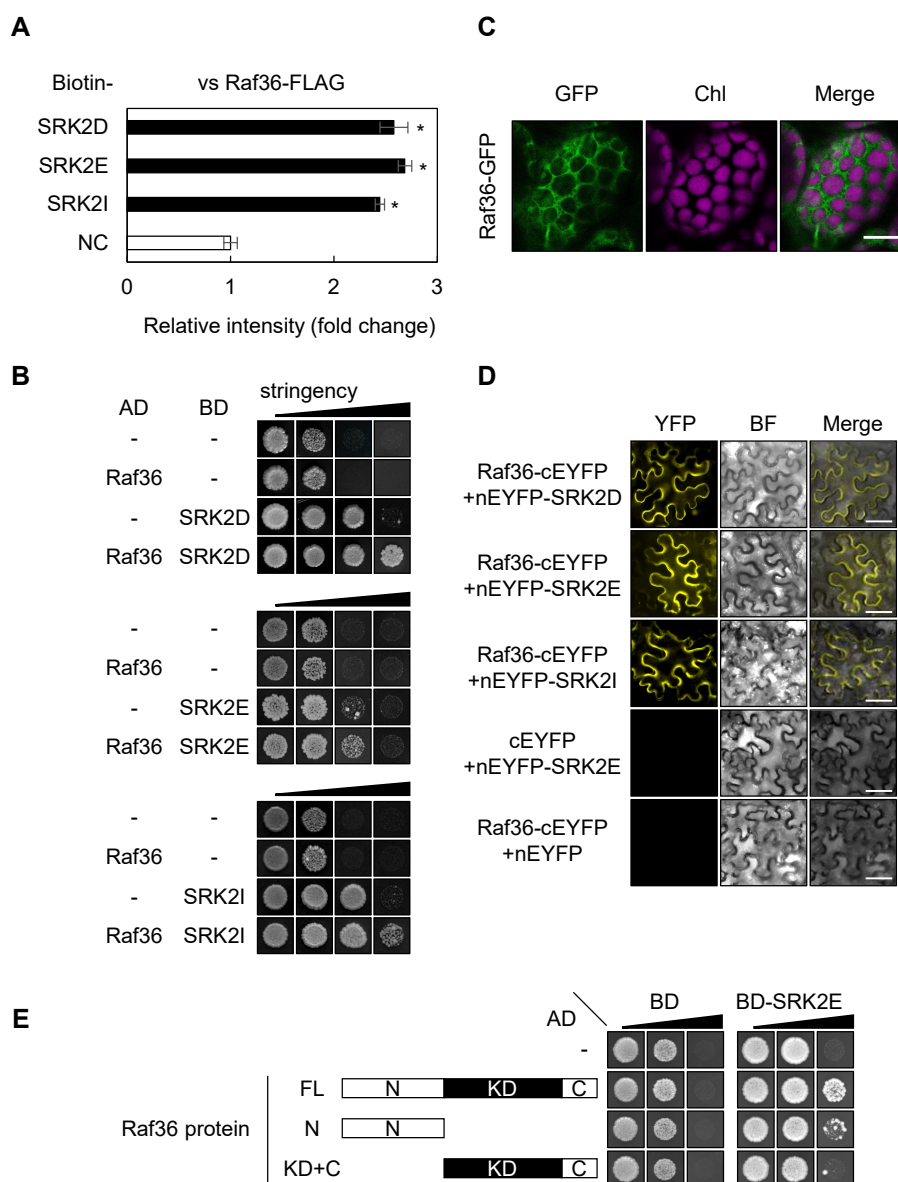 A
Biotin- vs Raf36-FLAG
SRK2D *
SRK2E *
SRK2I *
NC
0 1 2 3
Relative intensity (fold change)
C
GFP Chl Merge
Raf36-GFP
B
stringency
AD BD
- -
Raf36 -
- SRK2D
Raf36 SRK2D
- -
Raf36 -
- SRK2E
Raf36 SRK2E
- -
Raf36 -
- SRK2I
Raf36 SRK2I
D
YFP BF Merge
Raf36-cEYFP
+nEYFP-SRK2D
Raf36-cEYFP
+nEYFP-SRK2E
Raf36-cEYFP
+nEYFP-SRK2I
cEYFP
+nEYFP-SRK2E
Raf36-cEYFP
+nEYFP
E
AD BD BD-SRK2E
-
Raf36 protein
FL N KD C
N N
KD+C KD C